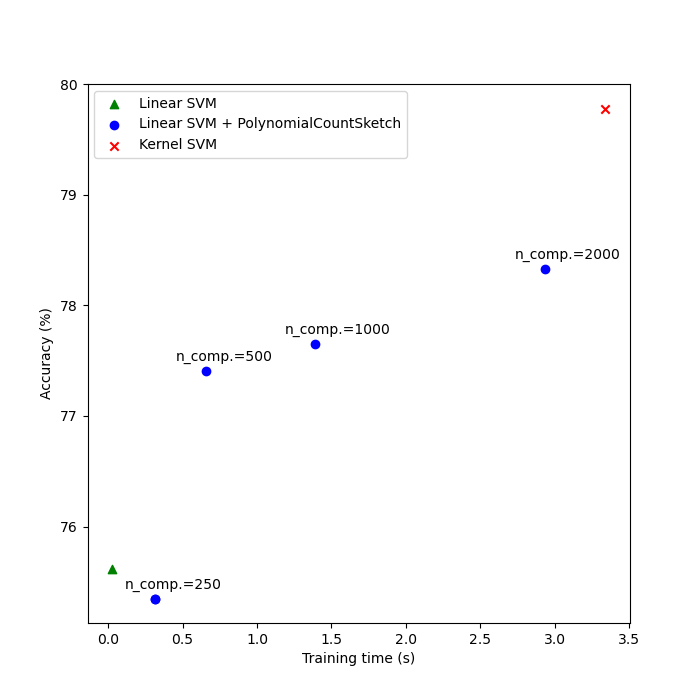 Linear SVM
Linear SVM + PolynomialCountSketch
Kernel SVM
80
79
78
77
76
Accuracy (%)
n_comp.=2000
n_comp.=1000
n_comp.=500
n_comp.=250
0.0 0.5 1.0 1.5 2.0 2.5 3.0 3.5
Training time (s)